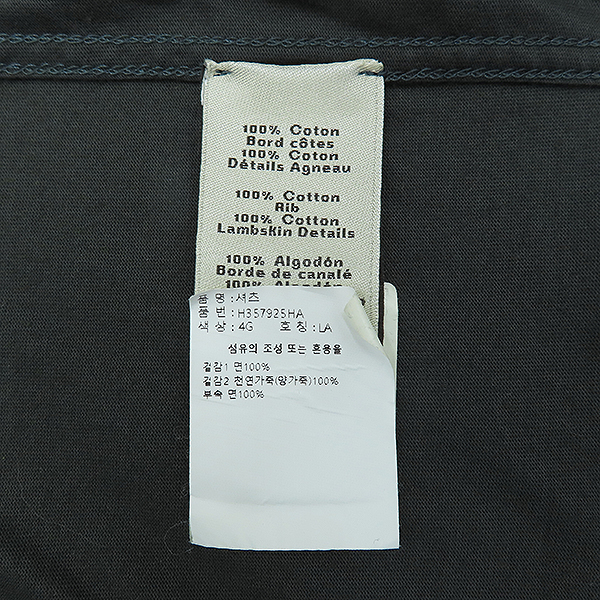 100% Coton
Bord côtes
100% Coton
Détails Agneau
100% Cotton
Rib
100% Cotton
Lambskin Details
100% Algodón
Borde de canalé
100% Algodón
품 명 : 셔츠
품 번 : H357925HA
색 상 : 4G 호 칭 : LA
섬유의 조성 또는 혼용율
겉감1 면100%
겉감2 천연가죽(양가죽)100%
부속 면100%